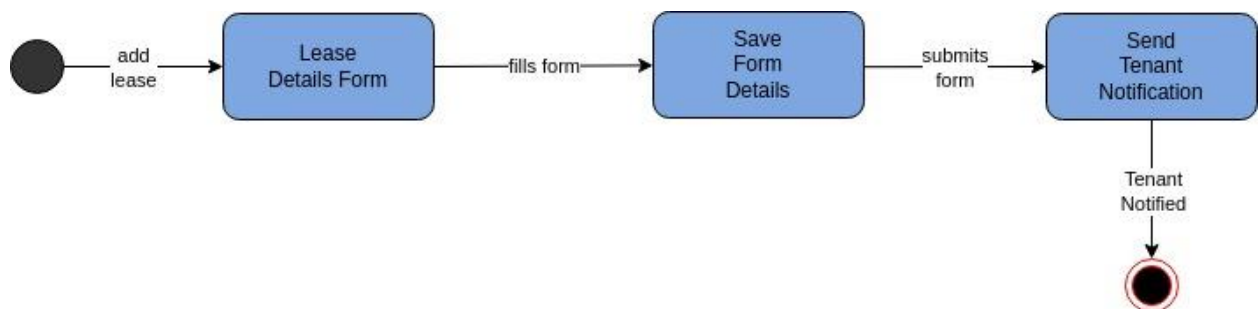 add
lease
Lease
Details Form
fills form
Save
Form
Details
submits
form
Send
Tenant
Notification
Tenant
Notified